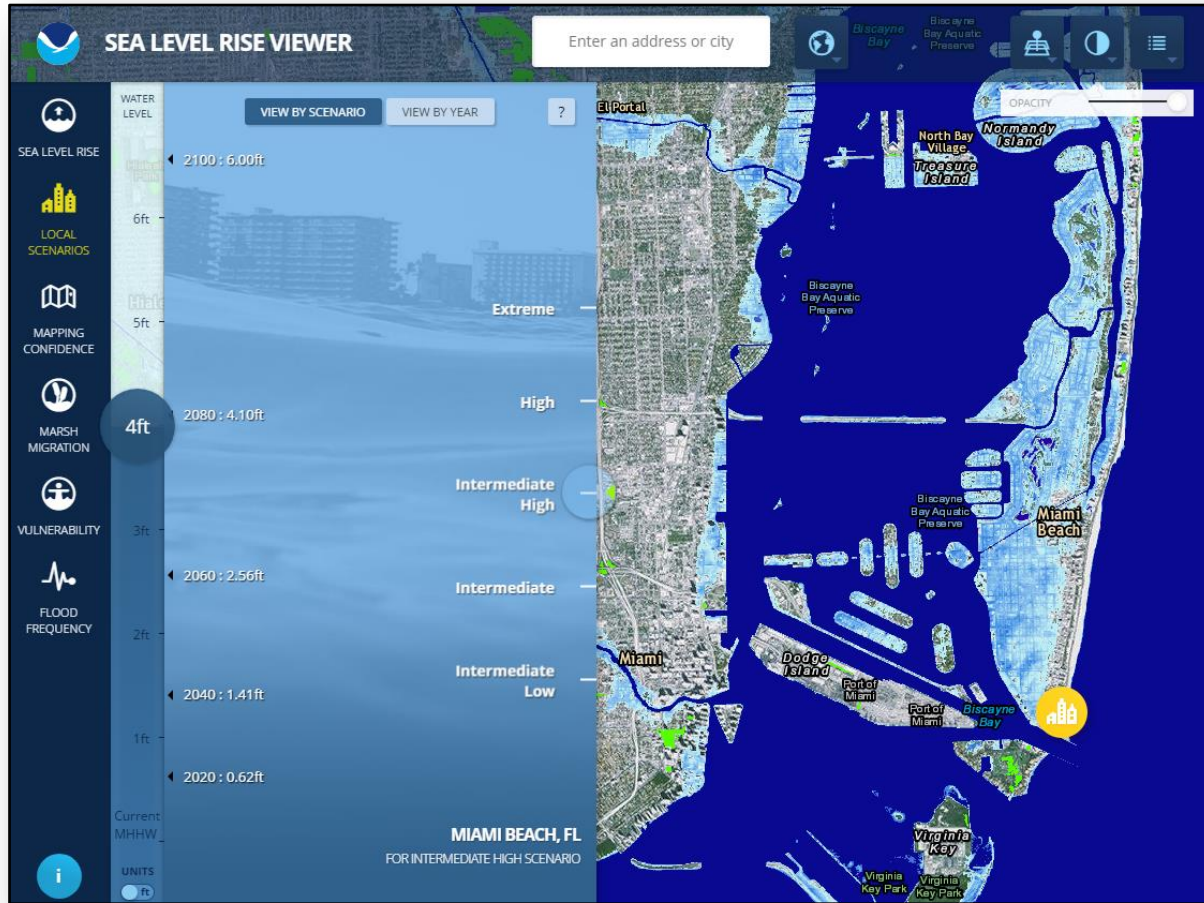 SEA LEVEL RISE VIEWER
Enter an address or city
Biscayne
Bay
Biscayne
Bay Aquatic
Preserve
SEA LEVEL RISE
LOCAL
SCENARIOS
MAPPING
CONFIDENCE
MARSH
MIGRATION
VULNERABILITY
FLOOD
FREQUENCY
i
WATER
LEVEL
6ft
5ft
4ft
3ft
2ft
1ft
Current
MHHW
UNITS
ft
VIEW BY SCENARIO
VIEW BY YEAR
?
2100 : 6.00ft
2080 : 4.10ft
2060 : 2.56ft
2040 : 1.41ft
2020 : 0.62ft
Extreme
High
Intermediate
High
Intermediate
Intermediate
Low
MIAMI BEACH, FL
FOR INTERMEDIATE HIGH SCENARIO
OPACITY
El Portal
North Bay
Village
Treasure
Island
Normandy
Island
Biscayne
Bay Aquatic
Preserve
Biscayne
Bay Aquatic
Preserve
Miami
Beach
Miami
Dodge
Island
Port of
Miami
Port of
Miami
Biscayne
Bay
Virginia
Key
Virginia
Key Park
Virginia
Key Park